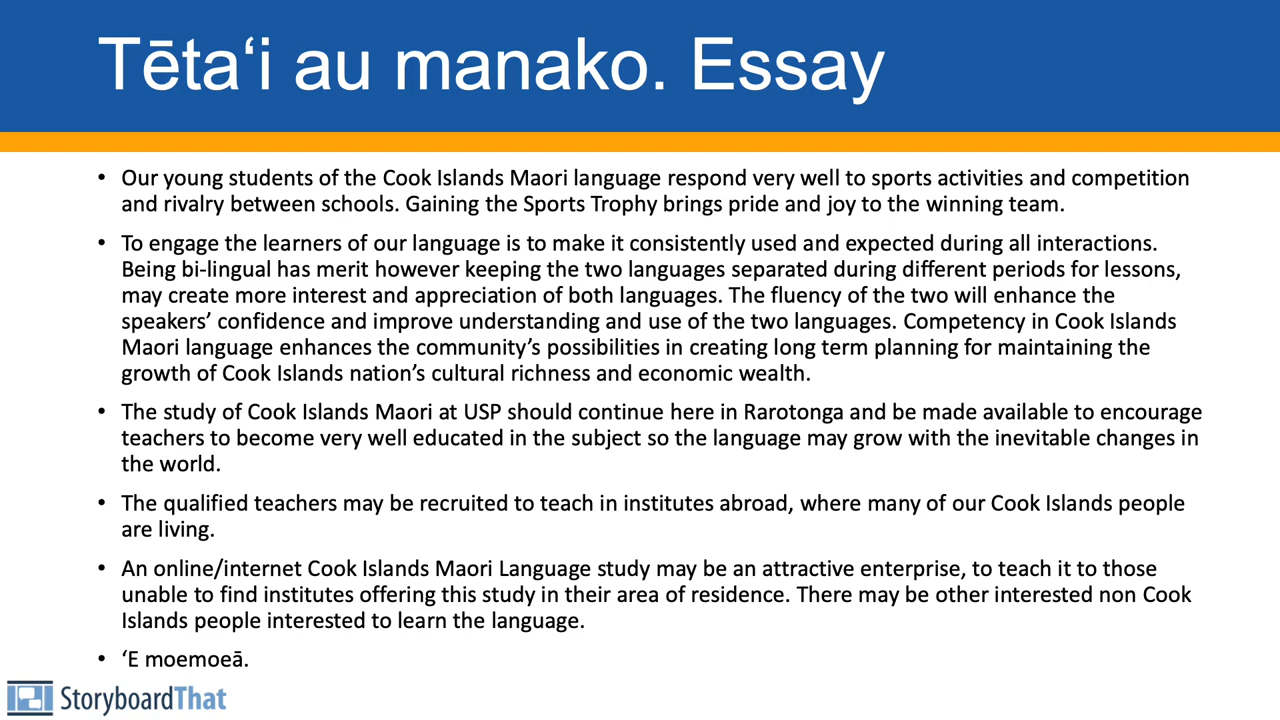 Tēta‘i au manako. Essay
• Our young students of the Cook Islands Maori language respond very well to sports activities and competition
and rivalry between schools. Gaining the Sports Trophy brings pride and joy to the winning team.
• To engage the learners of our language is to make it consistently used and expected during all interactions.
Being bi-lingual has merit however keeping the two languages separated during different periods for lessons,
may create more interest and appreciation of both languages. The fluency of the two will enhance the
speakers’ confidence and improve understanding and use of the two languages. Competency in Cook Islands
Maori language enhances the community’s possibilities in creating long term planning for maintaining the
growth of Cook Islands nation’s cultural richness and economic wealth.
• The study of Cook Islands Maori at USP should continue here in Rarotonga and be made available to encourage
teachers to become very well educated in the subject so the language may grow with the inevitable changes in
the world.
• The qualified teachers may be recruited to teach in institutes abroad, where many of our Cook Islands people
are living.
• An online/internet Cook Islands Maori Language study may be an attractive enterprise, to teach it to those
unable to find institutes offering this study in their area of residence. There may be other interested non Cook
Islands people interested to learn the language.
• ‘E moemoeā.
StoryboardThat